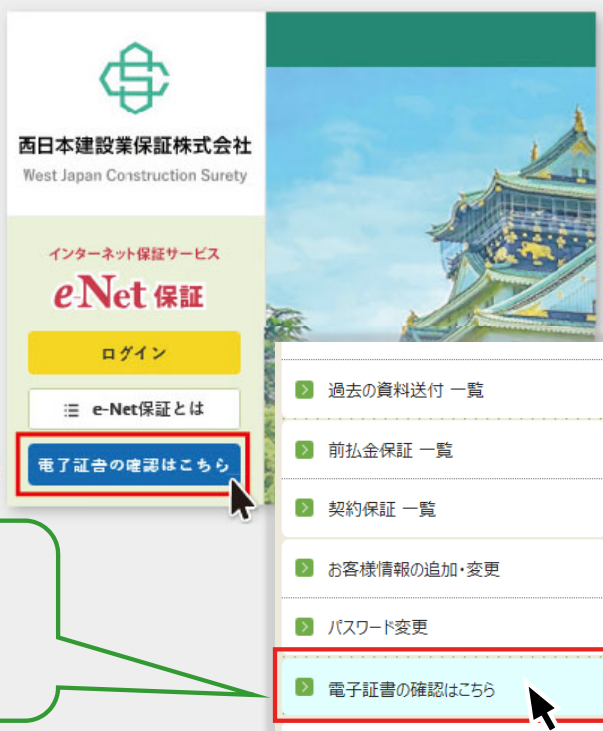 西日本建設業保証株式会社
West Japan Construction Surety
インターネット保証サービス
e-Net 保証
ログイン
e-Net保証とは
電子証書の確認はこちら
過去の資料送付 一覧
前払金保証 一覧
契約保証 一覧
お客様情報の追加・変更
パスワード変更
電子証書の確認はこちら